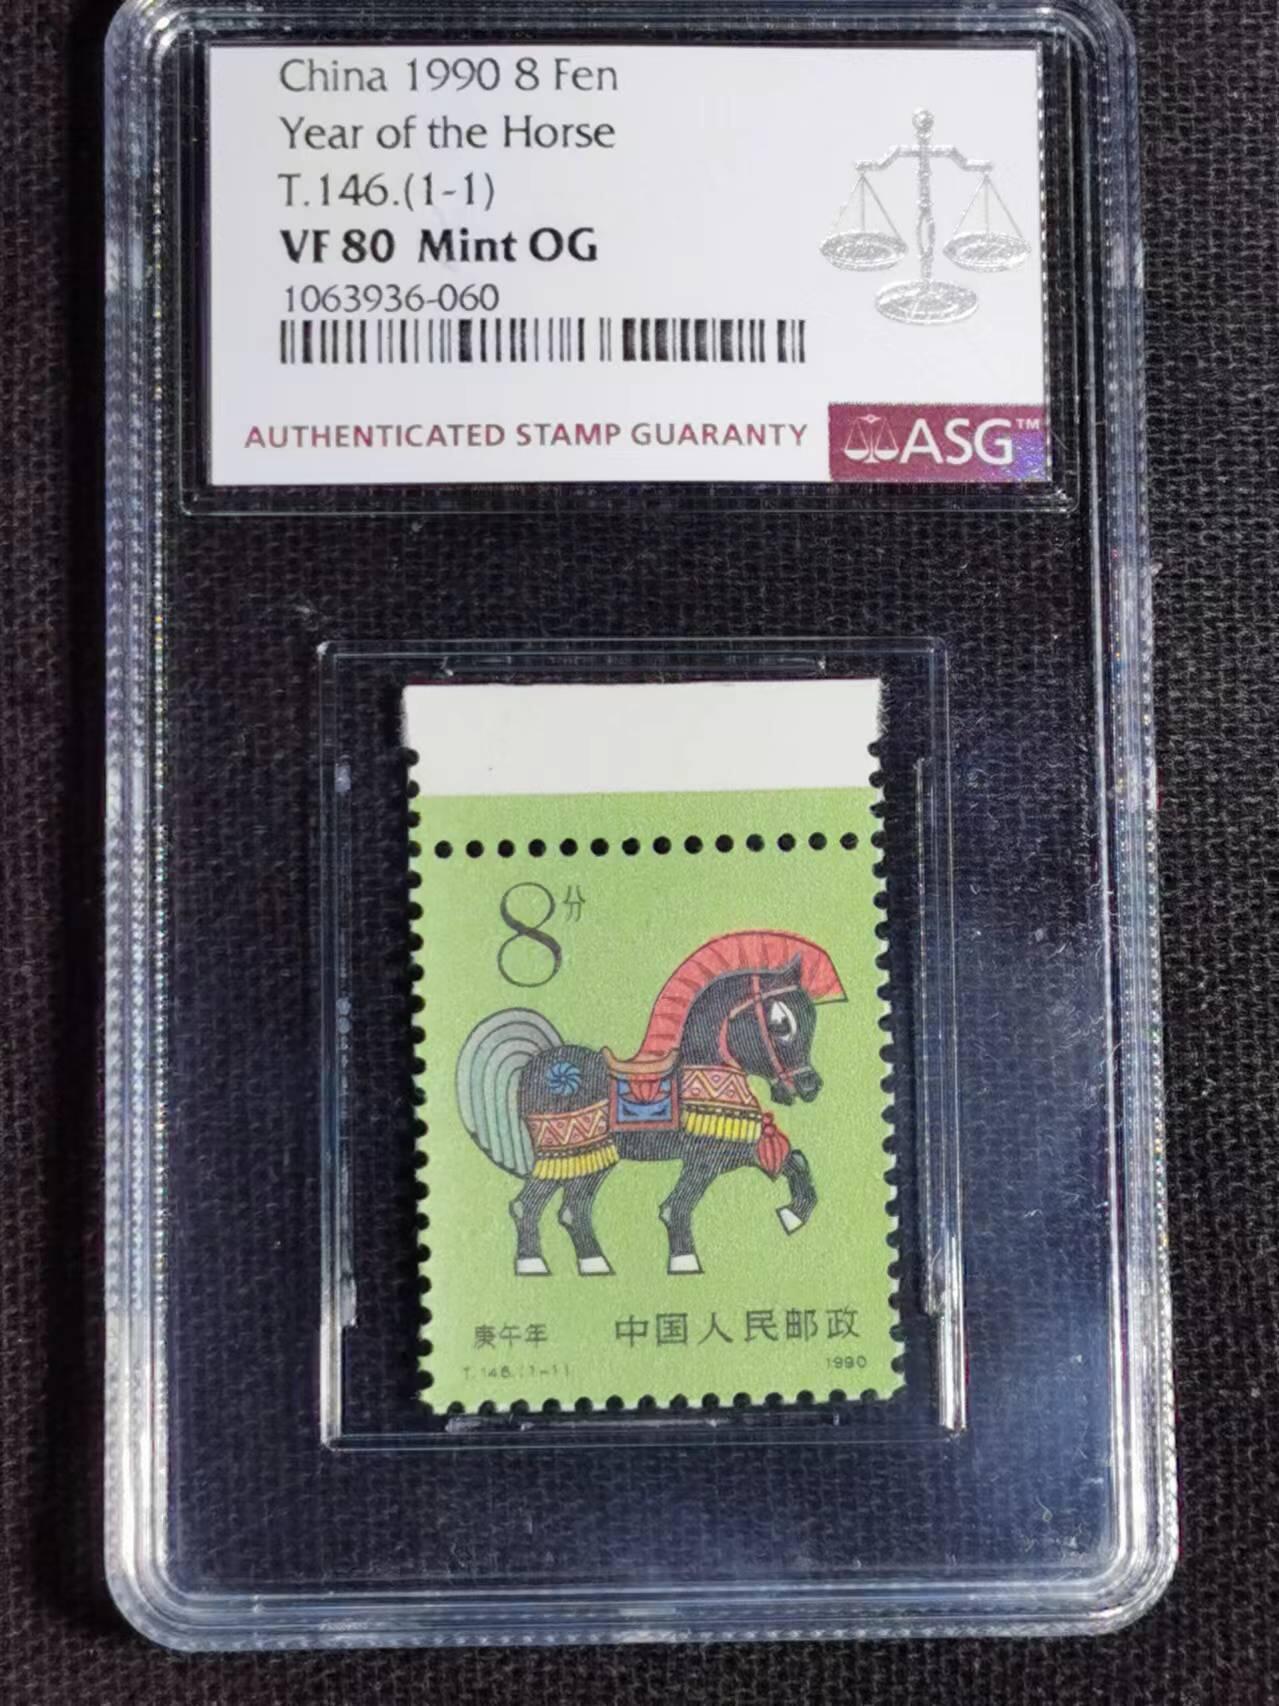 China 1990 8 Fen
Year of the Horse
T.146.(1-1)
VF 80 Mint OG
1063936-060
AUTHENTICATED STAMP GUARANTY
ASG™
8分
庚午年
中国人民邮政
T.146.(1-1)
1990